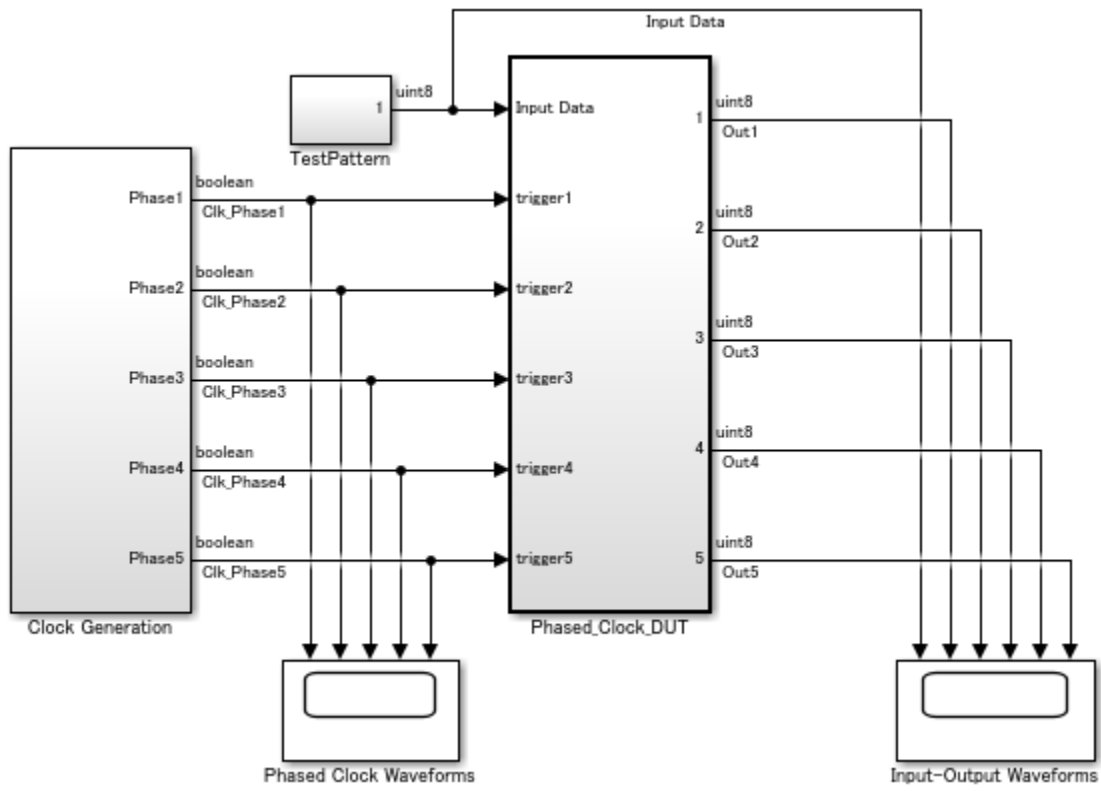 Input Data
uint8
1
TestPattern
Input Data
trigger1
trigger2
trigger3
trigger4
trigger5
Phase1
boolean
Clk_Phase1
Phase2
boolean
Clk_Phase2
Phase3
boolean
Clk_Phase3
Phase4
boolean
Clk_Phase4
Phase5
boolean
Clk_Phase5
Clock Generation
1
uint8
Out1
2
uint8
Out2
3
uint8
Out3
4
uint8
Out4
5
uint8
Out5
Phased_Clock_DUT
Phased Clock Waveforms
Input-Output Waveforms